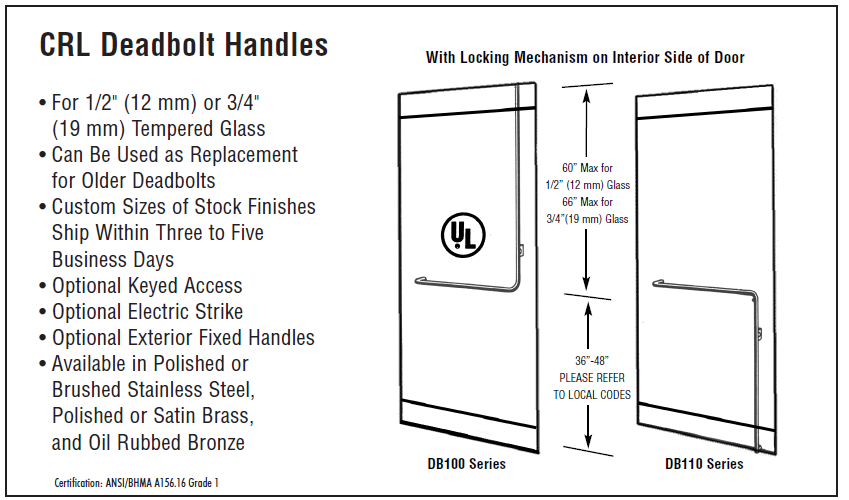 CRL Deadbolt Handles
• For 1/2" (12 mm) or 3/4"
(19 mm) Tempered Glass
• Can Be Used as Replacement
for Older Deadbolts
• Custom Sizes of Stock Finishes
Ship Within Three to Five
Business Days
• Optional Keyed Access
• Optional Electric Strike
• Optional Exterior Fixed Handles
• Available in Polished or
Brushed Stainless Steel,
Polished or Satin Brass,
and Oil Rubbed Bronze
Certification: ANSI/BHMA A156.16 Grade 1
With Locking Mechanism on Interior Side of Door
UL
60” Max for
1/2” (12 mm) Glass
66” Max for
3/4”(19 mm) Glass
36”-48”
PLEASE REFER
TO LOCAL CODES
DB100 Series
DB110 Series